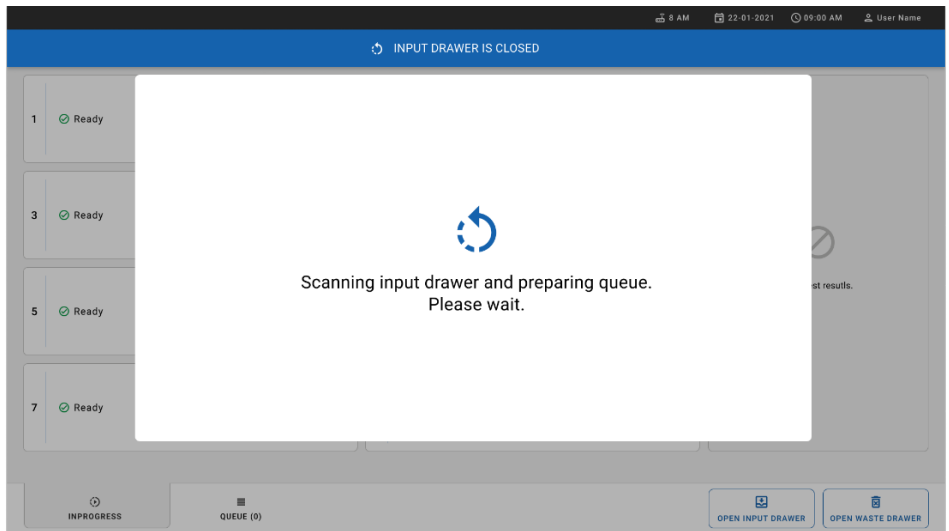 8 AM
22-01-2021
09:00 AM
User Name
INPUT DRAWER IS CLOSED
1
Ready
3
Ready
5
Ready
7
Ready
Scanning input drawer and preparing queue.
Please wait.
resutls.
INPROGRESS
QUEUE (0)
OPEN INPUT DRAWER
OPEN WASTE DRAWER